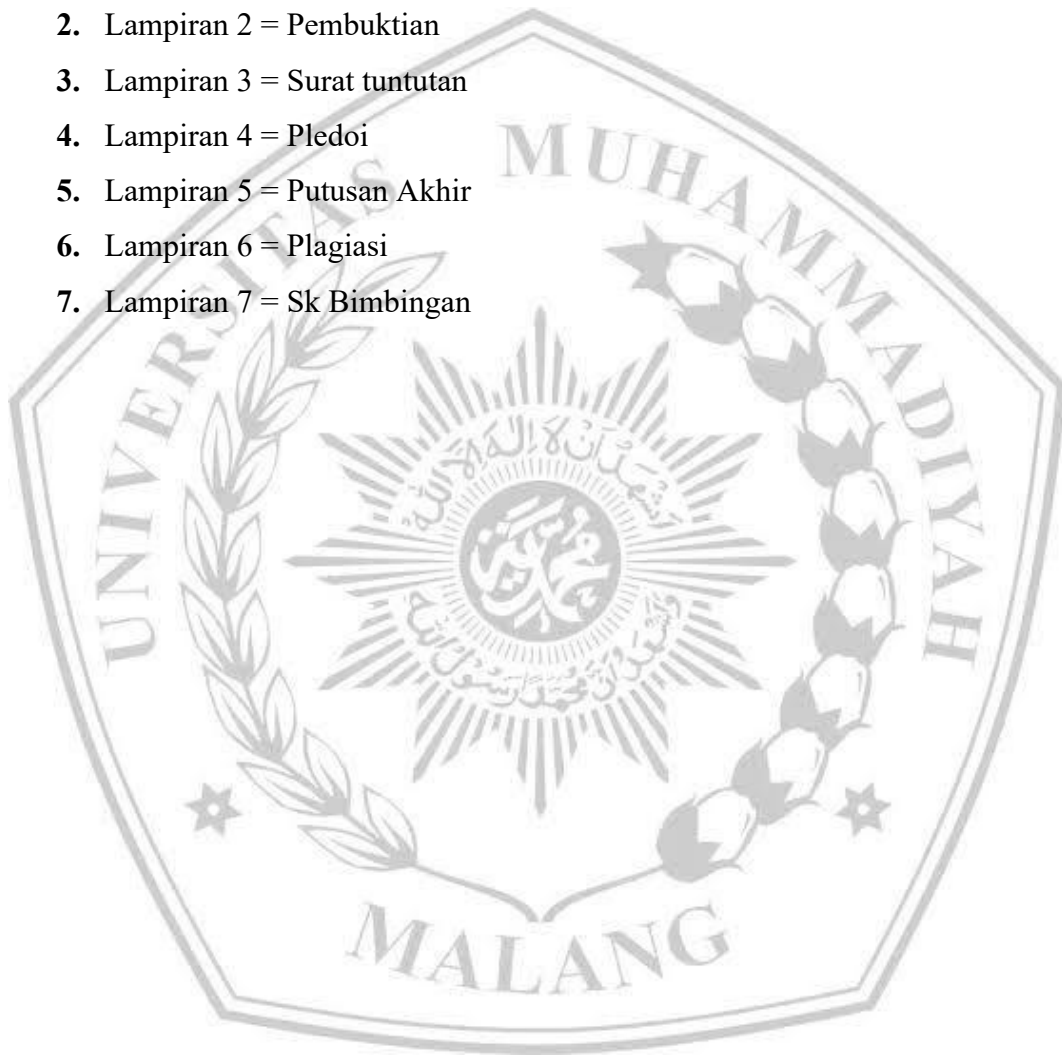 2. Lampiran 2 = Pembuktian
3. Lampiran 3 = Surat tuntutan
4. Lampiran 4 = Pledoi
5. Lampiran 5 = Putusan Akhir
6. Lampiran 6 = Plagiasi
7. Lampiran 7 = Sk Bimbingan
UNIVERSITAS MUHAMMADIYAH
MALANG